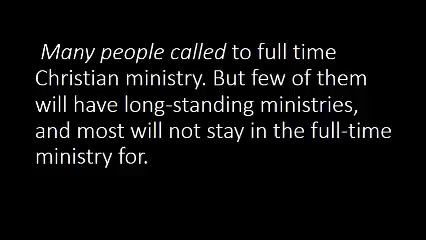 Many people called to full time
Christian ministry. But few of them
will have long-standing ministries,
and most will not stay in the full-time
ministry for.